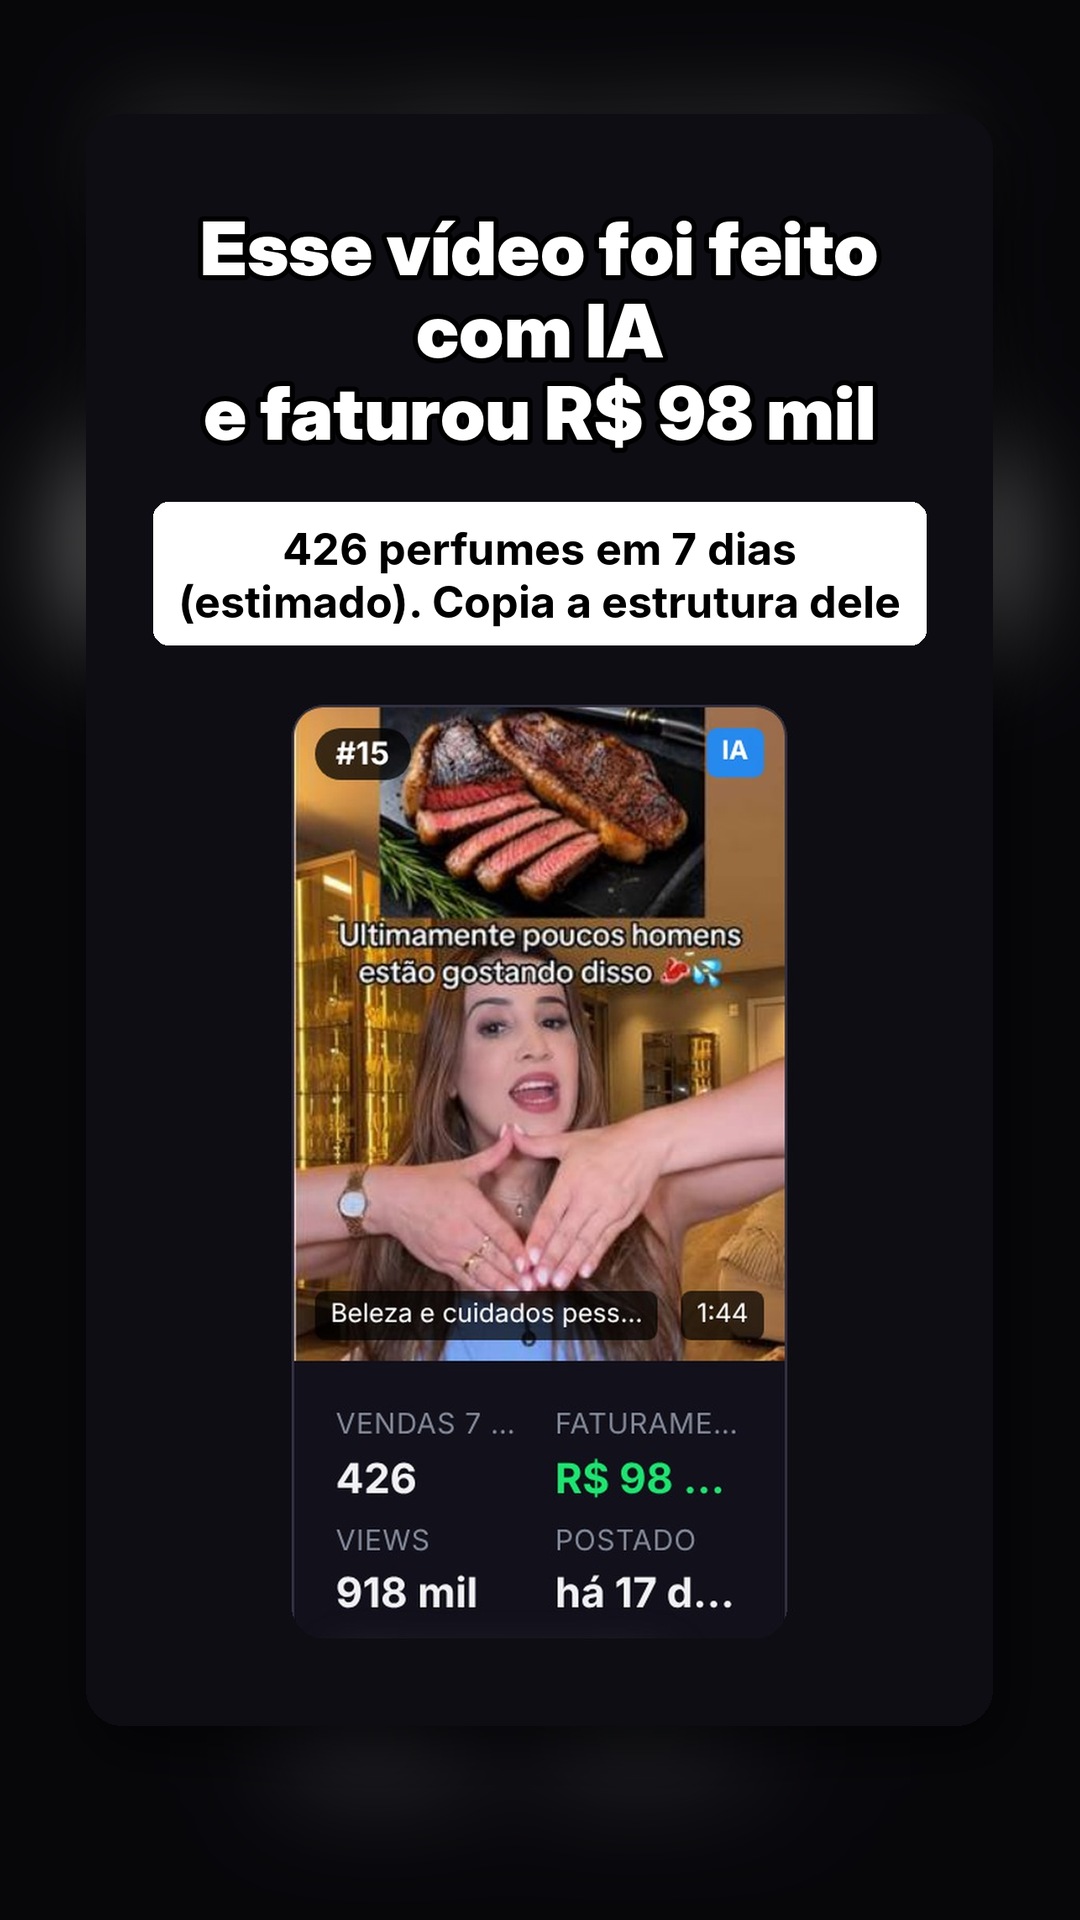 Esse vídeo foi feito
com IA
e faturou R$ 98 mil
426 perfumes em 7 dias
(estimado). Copia a estrutura dele
#15
IA
Ultimamente poucos homens
estão gostando disso 🥩💦
Beleza e cuidados pess...
1:44
VENDAS 7 ...
FATURAME...
426
R$ 98 ...
VIEWS
POSTADO
918 mil
há 17 d...